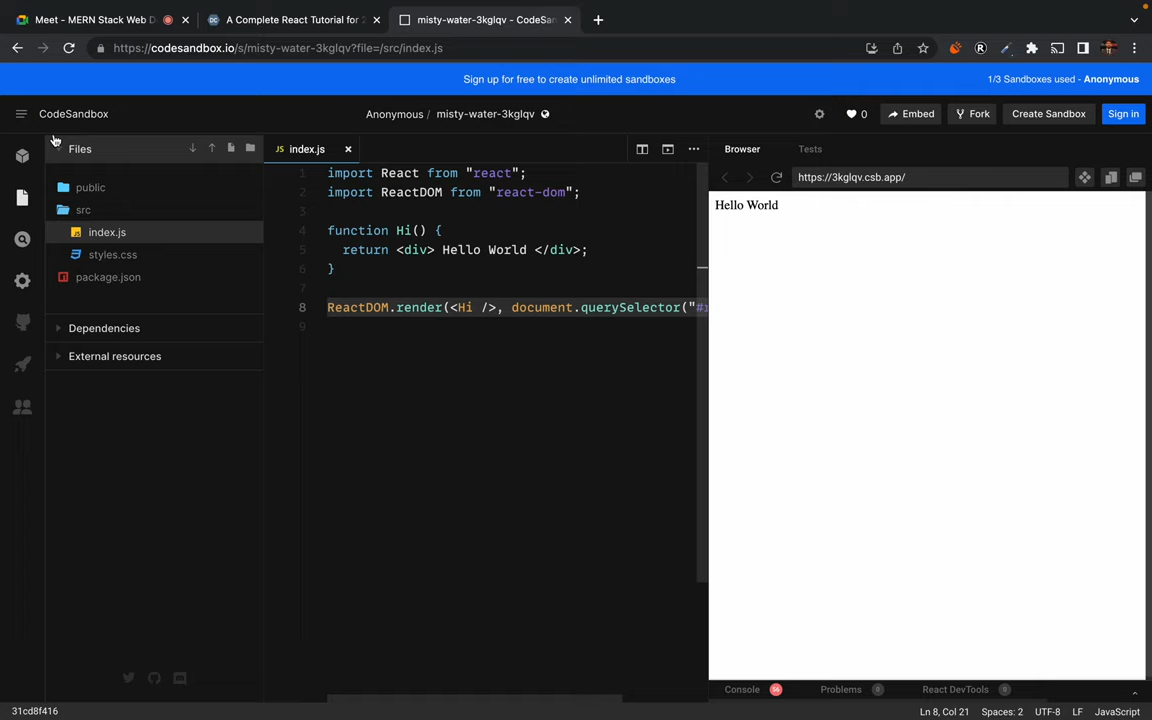 Meet - MERN Stack Web D
A Complete React Tutorial for 2
misty-water-3kglqv - CodeSan
https://codesandbox.io/s/misty-water-3kglqv?file=/src/index.js
Sign up for free to create unlimited sandboxes
1/3 Sandboxes used - Anonymous
CodeSandbox
Anonymous / misty-water-3kglqv
0
Embed
Fork
Create Sandbox
Sign in
Files
public
src
index.js
styles.css
package.json
Dependencies
External resources
JS index.js
1 import React from "react";
2 import ReactDOM from "react-dom";
3
4 function Hi() {
5 return <div> Hello World </div>;
6 }
7
8 ReactDOM.render(<Hi />, document.querySelector("#r
9
Browser
Tests
https://3kglqv.csb.app/
Hello World
Console 56
Problems 0
React DevTools 0
31cd8f416
Ln 8, Col 21
Spaces: 2
UTF-8
LF
JavaScript